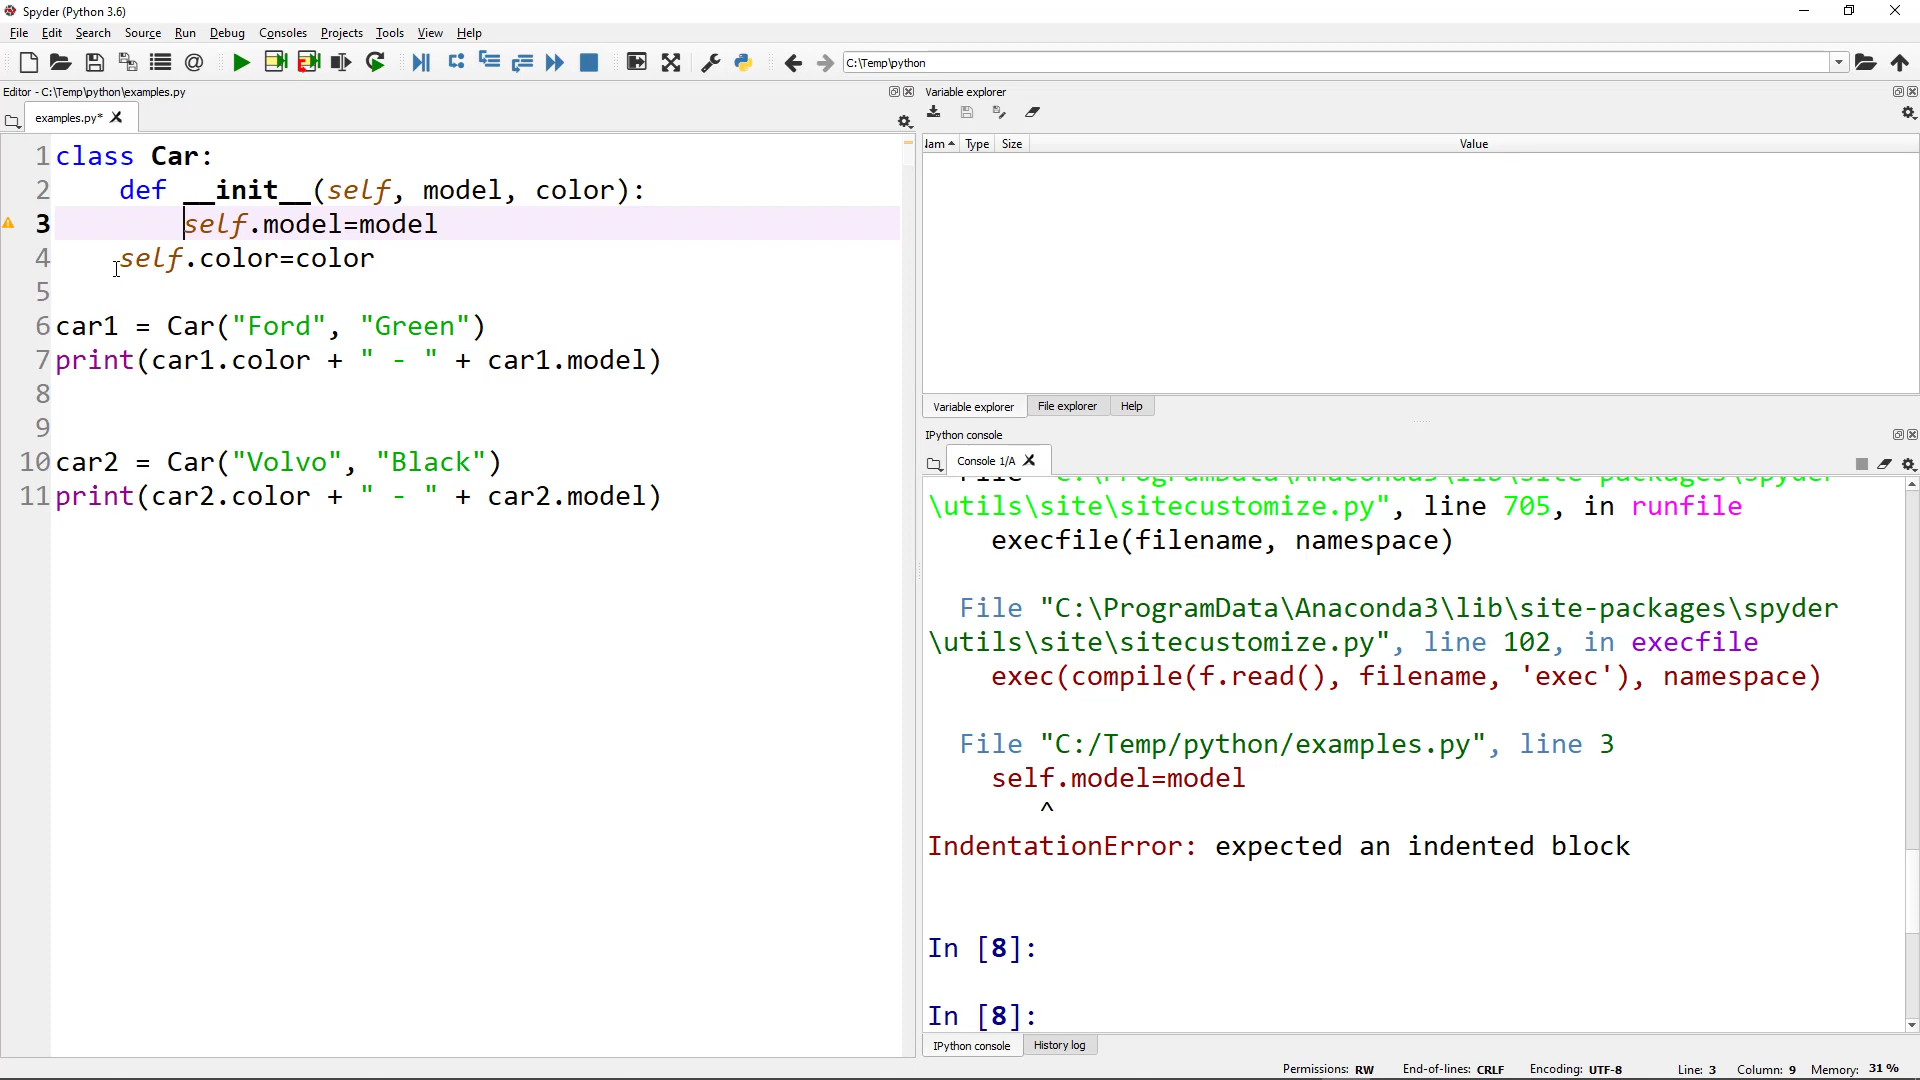 Spyder (Python 3.6)
File Edit Search Source Run Debug Consoles Projects Tools View Help
C:\Temp\python
Editor - C:\Temp\python\examples.py
examples.py*
1 class Car:
2     def __init__(self, model, color):
3         self.model=model
4     self.color=color
5
6 car1 = Car("Ford", "Green")
7 print(car1.color + " - " + car1.model)
8
9
10 car2 = Car("Volvo", "Black")
11 print(car2.color + " - " + car2.model)
Variable explorer
Type Size Value
Variable explorer File explorer Help
IPython console
Console 1/A
File "C:\ProgramData\Anaconda3\lib\site-packages\spyder
\utils\site\sitecustomize.py", line 705, in runfile
    execfile(filename, namespace)
  File "C:\ProgramData\Anaconda3\lib\site-packages\spyder
\utils\site\sitecustomize.py", line 102, in execfile
    exec(compile(f.read(), filename, 'exec'), namespace)
  File "C:/Temp/python/examples.py", line 3
    self.model=model
       ^
IndentationError: expected an indented block
In [8]:
In [8]:
IPython console History log
Permissions: RW End-of-lines: CRLF Encoding: UTF-8 Line: 3 Column: 9 Memory: 31 %